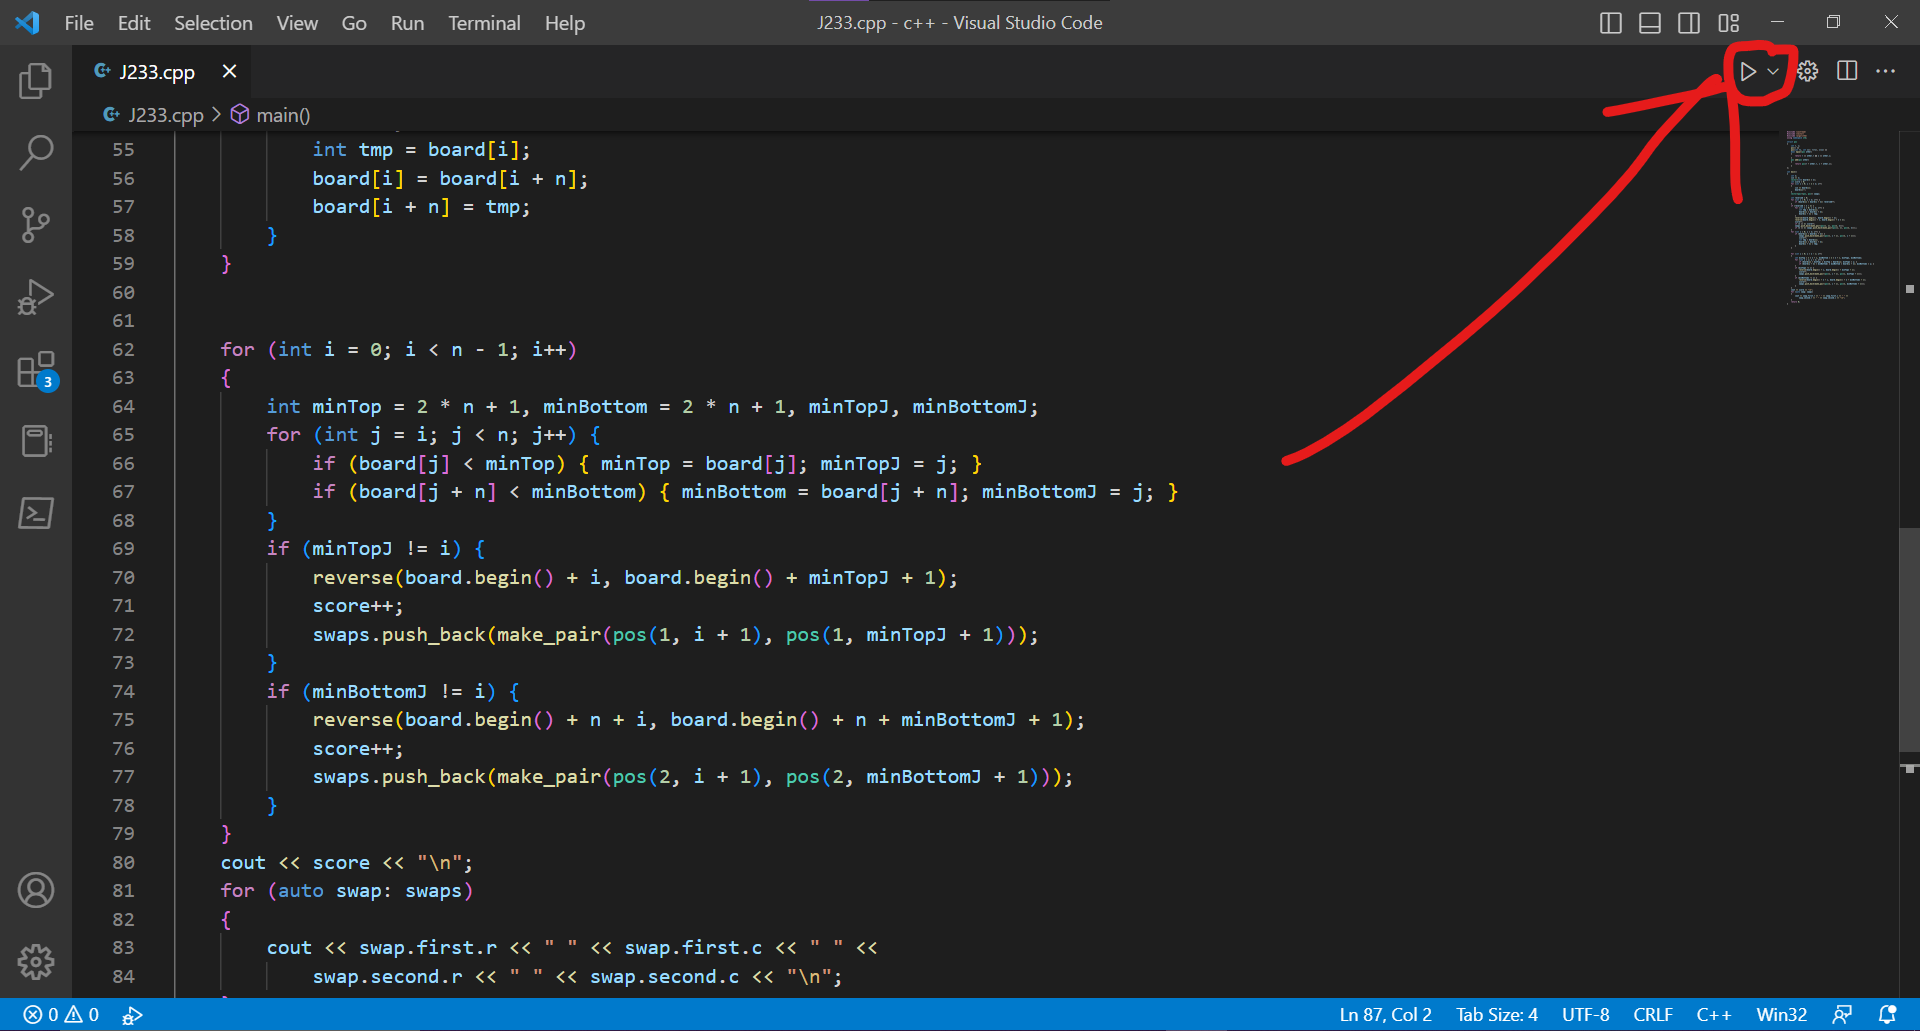 File Edit Selection View Go Run Terminal Help J233.cpp - c++ - Visual Studio Code
J233.cpp
J233.cpp > main()
55 int tmp = board[i];
56 board[i] = board[i + n];
57 board[i + n] = tmp;
58 }
59 }
60
61
62 for (int i = 0; i < n - 1; i++)
63 {
64 int minTop = 2 * n + 1, minBottom = 2 * n + 1, minTopJ, minBottomJ;
65 for (int j = i; j < n; j++) {
66 if (board[j] < minTop) { minTop = board[j]; minTopJ = j; }
67 if (board[j + n] < minBottom) { minBottom = board[j + n]; minBottomJ = j; }
68 }
69 if (minTopJ != i) {
70 reverse(board.begin() + i, board.begin() + minTopJ + 1);
71 score++;
72 swaps.push_back(make_pair(pos(1, i + 1), pos(1, minTopJ + 1)));
73 }
74 if (minBottomJ != i) {
75 reverse(board.begin() + n + i, board.begin() + n + minBottomJ + 1);
76 score++;
77 swaps.push_back(make_pair(pos(2, i + 1), pos(2, minBottomJ + 1)));
78 }
79 }
80 cout << score << "\n";
81 for (auto swap: swaps)
82 {
83 cout << swap.first.r << " " << swap.first.c << " " <<
84 swap.second.r << " " << swap.second.c << "\n";
3
0 0 Ln 87, Col 2 Tab Size: 4 UTF-8 CRLF C++ Win32